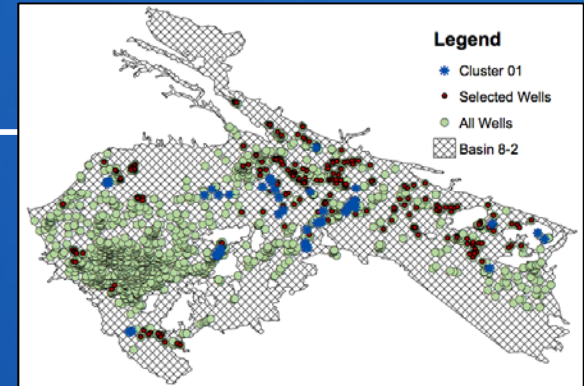 Legend
Cluster 01
Selected Wells
All Wells
Basin 8-2